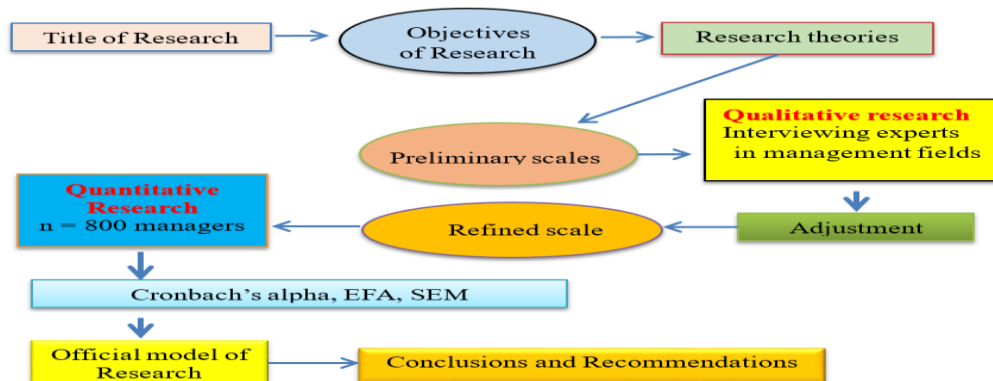 Title of Research
Objectives
of Research
Research theories
Qualitative research
Interviewing experts
in management fields
Preliminary scales
Quantitative
Research
n = 800 managers
Refined scale
Adjustment
Cronbach's alpha, EFA, SEM
Official model of
Research
Conclusions and Recommendations